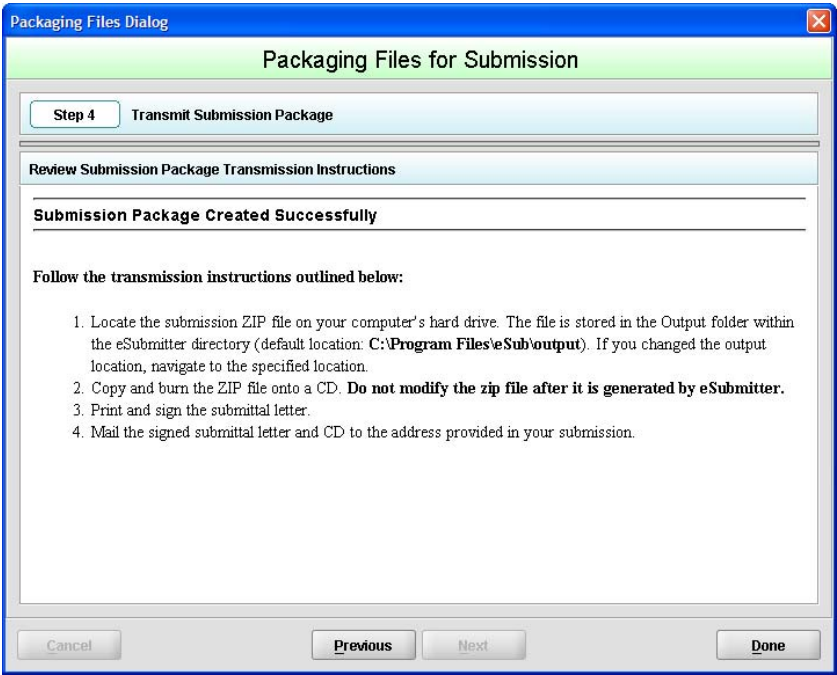 Packaging Files Dialog
Packaging Files for Submission
Step 4 Transmit Submission Package
Review Submission Package Transmission Instructions
Submission Package Created Successfully
Follow the transmission instructions outlined below:
1. Locate the submission ZIP file on your computer's hard drive. The file is stored in the Output folder within
the eSubmitter directory (default location: C:\Program Files\eSub\output). If you changed the output
location, navigate to the specified location.
2. Copy and burn the ZIP file onto a CD. Do not modify the zip file after it is generated by eSubmitter.
3. Print and sign the submittal letter.
4. Mail the signed submittal letter and CD to the address provided in your submission.
Cancel Previous Next Done